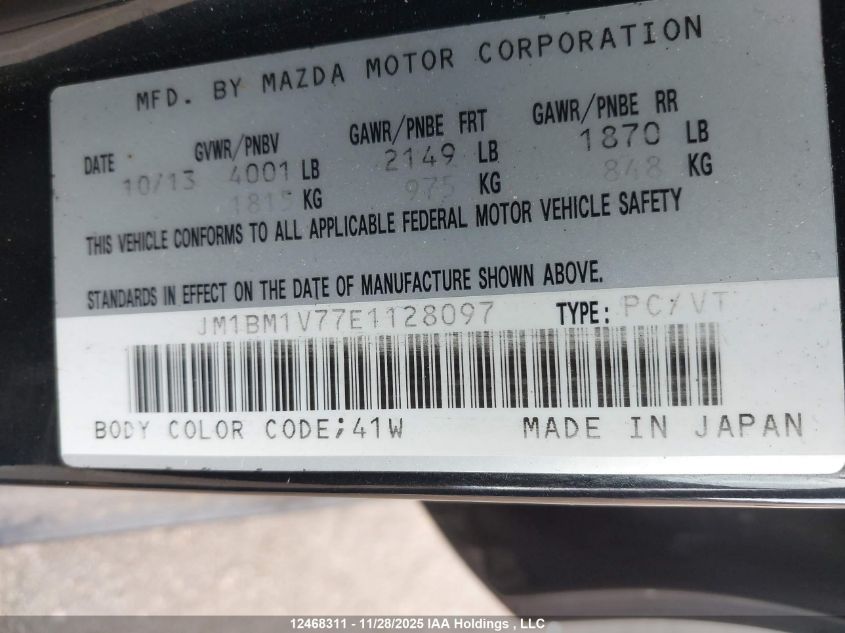 MFD. BY MAZDA MOTOR CORPORATION
DATE GVWR/PNBV GAWR/PNBE FRT GAWR/PNBE RR
10/13 4001 LB 2149 LB 1870 LB
1815 KG 975 KG 848 KG
THIS VEHICLE CONFORMS TO ALL APPLICABLE FEDERAL MOTOR VEHICLE SAFETY
STANDARDS IN EFFECT ON THE DATE OF MANUFACTURE SHOWN ABOVE.
JM1BM1V77E1128097 TYPE: PC/VT
BODY COLOR CODE;41W MADE IN JAPAN
12468311 - 11/28/2025 IAA Holdings , LLC